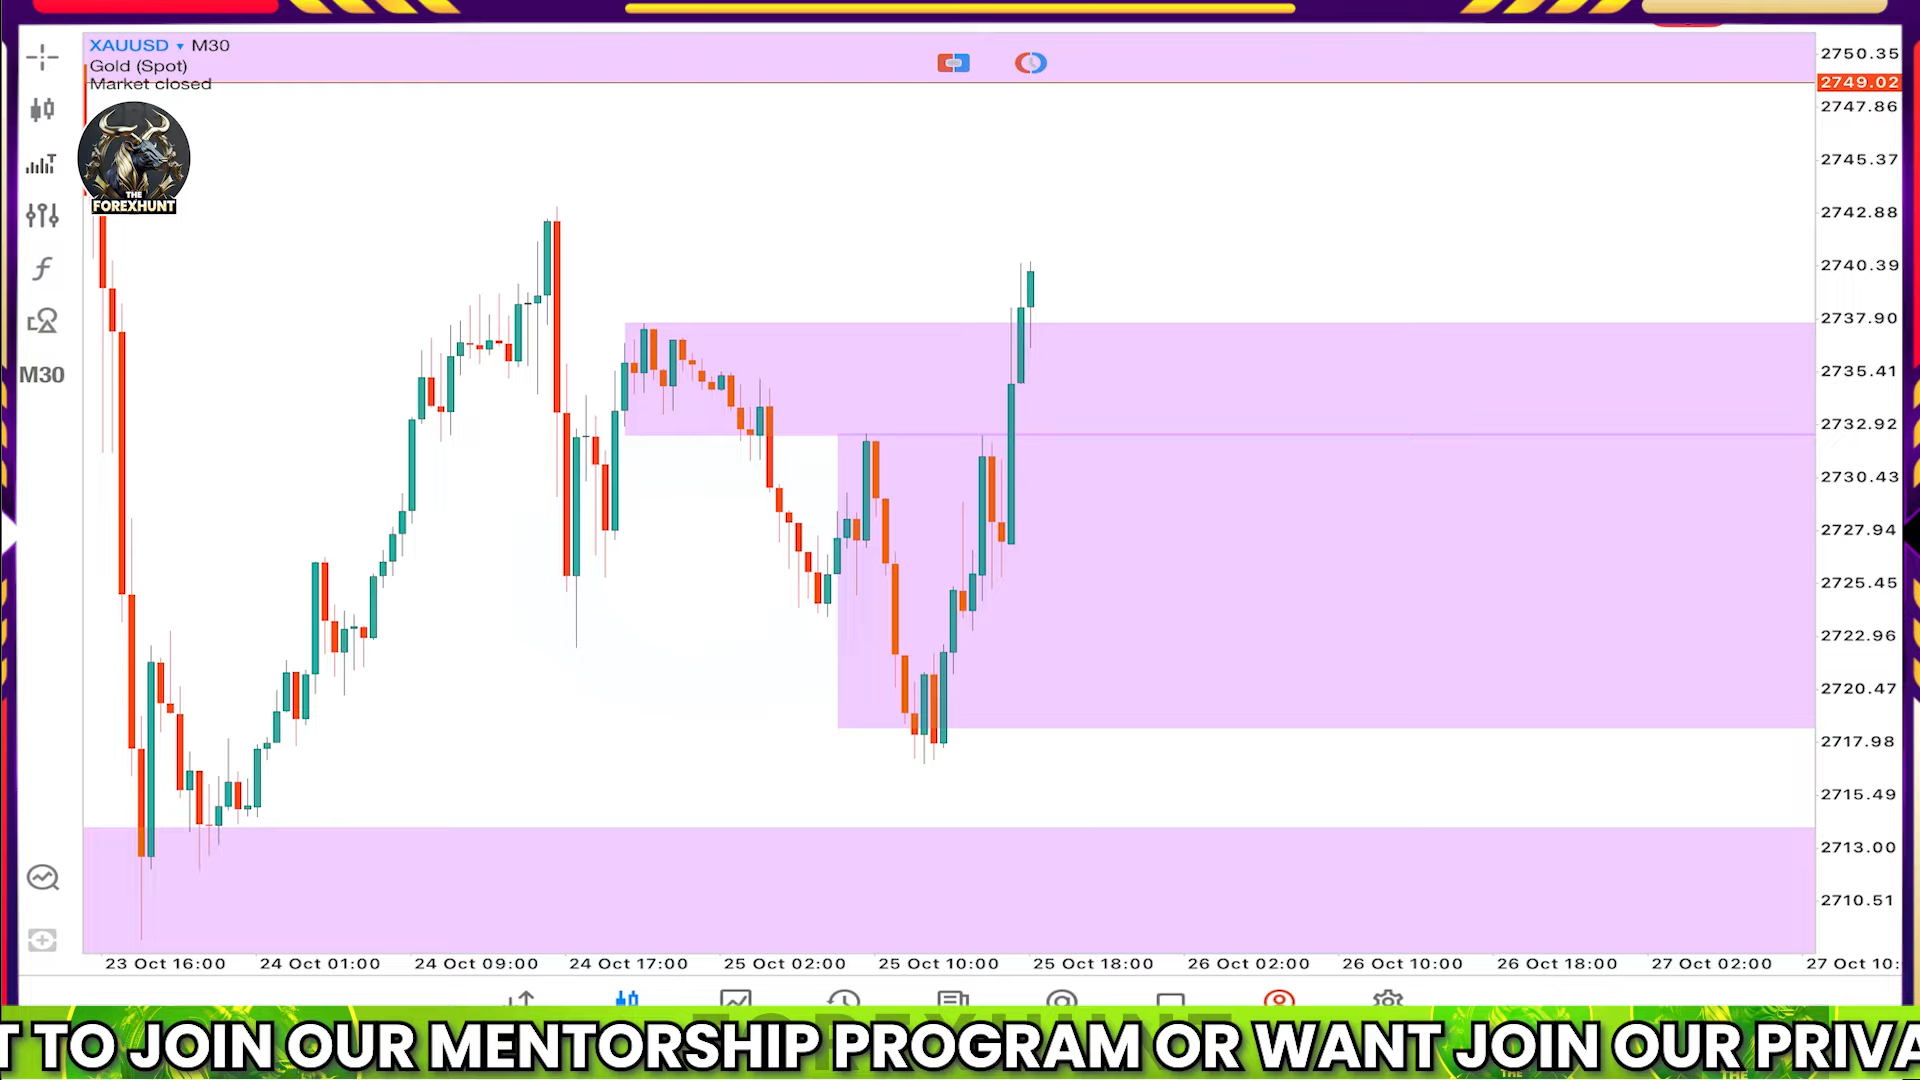 XAUUSD ▾ M30
Gold (Spot)
Market closed
THE
FOREXHUNT
M30
2750.35
2749.02
2747.86
2745.37
2742.88
2740.39
2737.90
2735.41
2732.92
2730.43
2727.94
2725.45
2722.96
2720.47
2717.98
2715.49
2713.00
2710.51
23 Oct 16:00 24 Oct 01:00 24 Oct 09:00 24 Oct 17:00 25 Oct 02:00 25 Oct 10:00 25 Oct 18:00 26 Oct 02:00 26 Oct 10:00 26 Oct 18:00 27 Oct 02:00 27 Oct 10:
T TO JOIN OUR MENTORSHIP PROGRAM OR WANT JOIN OUR PRIVA
THE THE